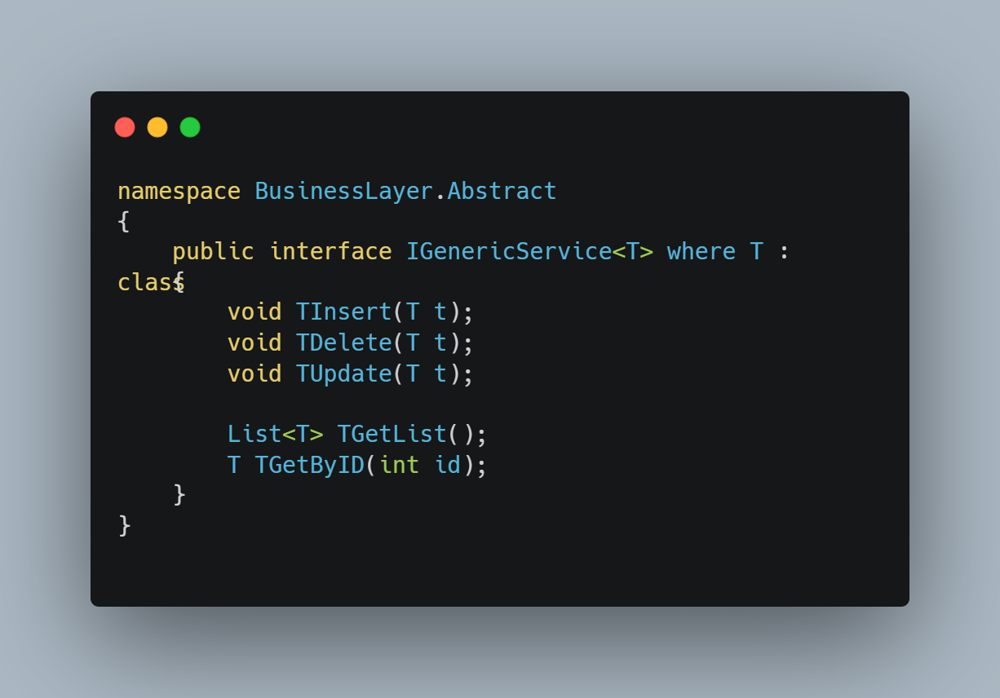 namespace BusinessLayer.Abstract
{
    public interface IGenericService<T> where T :
class
    {
        void TInsert(T t);
        void TDelete(T t);
        void TUpdate(T t);

        List<T> TGetList();
        T TGetByID(int id);
    }
}